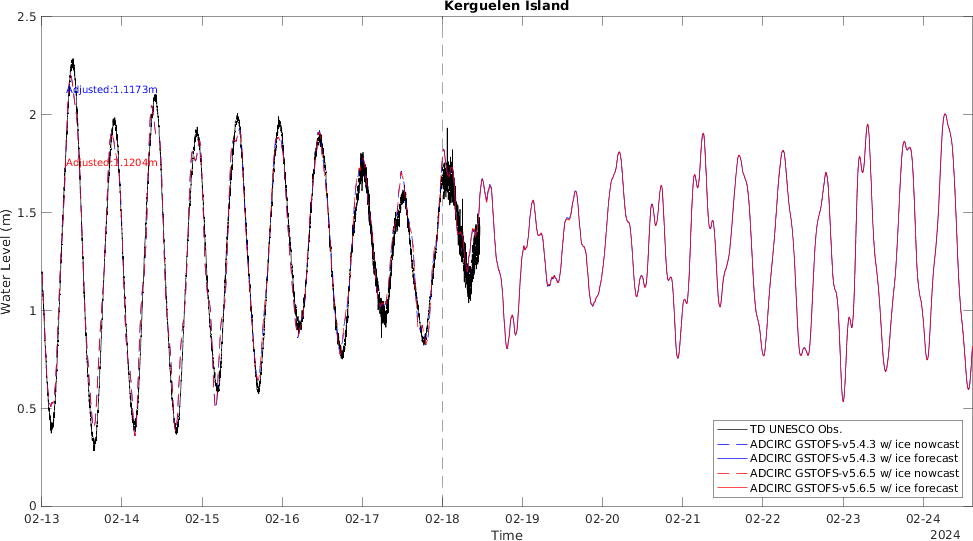 Kerguelen Island
2.5
2
1.5
1
0.5
0
Water Level (m)
Adjusted:1.1173m
Adjusted:1.1204m
TD UNESCO Obs.
ADCIRC GSTOFS-v5.4.3 w/ ice nowcast
ADCIRC GSTOFS-v5.4.3 w/ ice forecast
ADCIRC GSTOFS-v5.6.5 w/ ice nowcast
ADCIRC GSTOFS-v5.6.5 w/ ice forecast
02-13 02-14 02-15 02-16 02-17 02-18 02-19 02-20 02-21 02-22 02-23 02-24
Time
2024